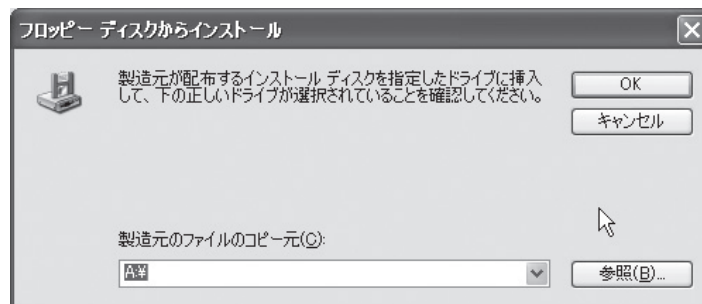 フロッピー ディスクからインストール
製造元が配布するインストール ディスクを指定したドライブに挿入
して、下の正しいドライブが選択されていることを確認してください。
OK
キャンセル
製造元のファイルのコピー元(C):
A:¥
参照(B)...